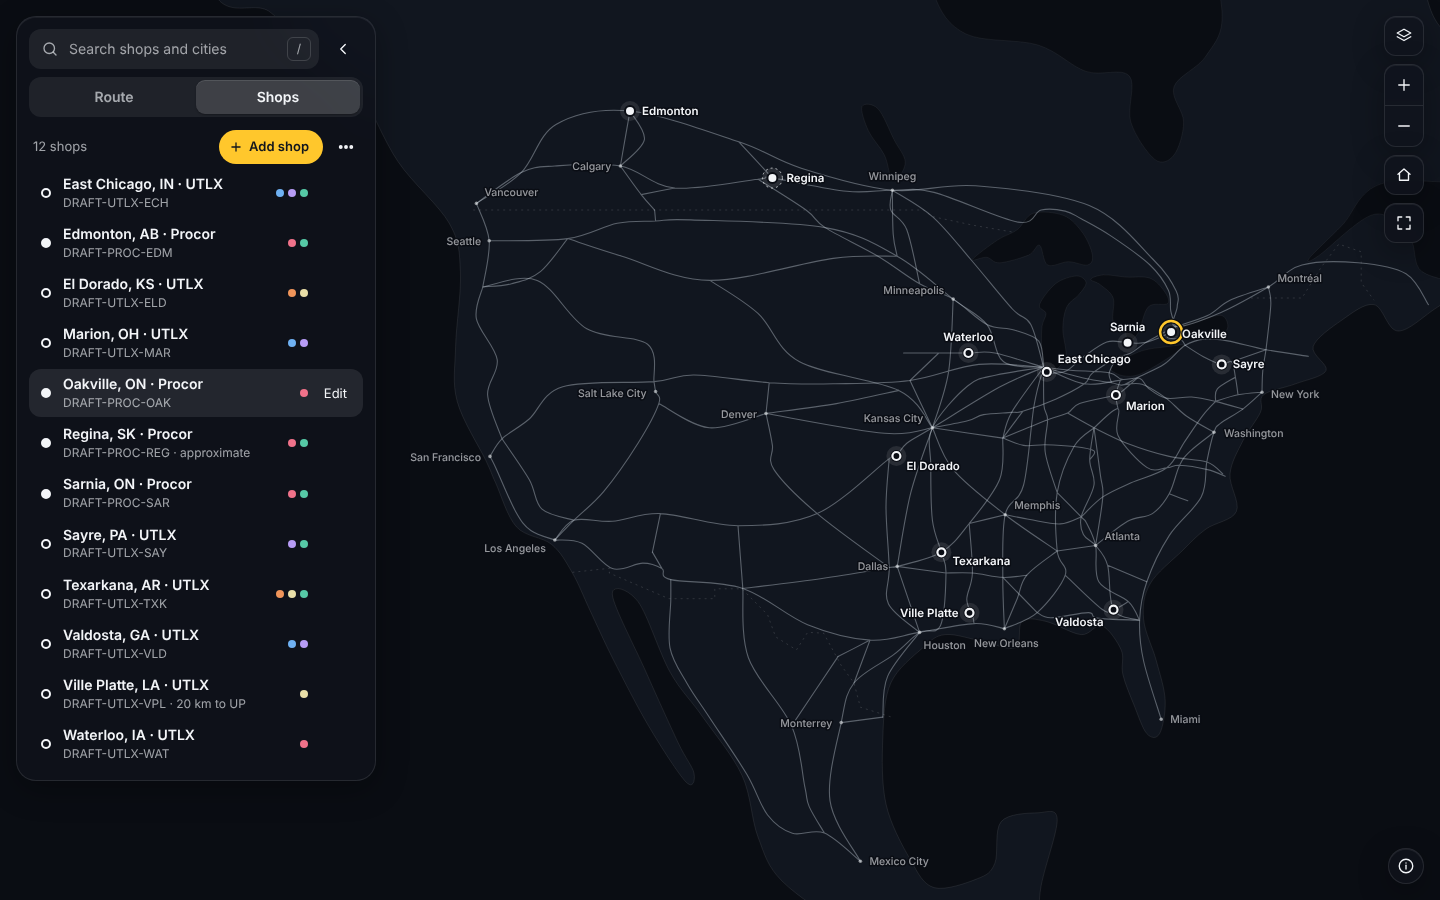 Search shops and cities /
Route
Shops
12 shops
+ Add shop
East Chicago, IN · UTLX
DRAFT-UTLX-ECH
Edmonton, AB · Procor
DRAFT-PROC-EDM
El Dorado, KS · UTLX
DRAFT-UTLX-ELD
Marion, OH · UTLX
DRAFT-UTLX-MAR
Oakville, ON · Procor
DRAFT-PROC-OAK
Edit
Regina, SK · Procor
DRAFT-PROC-REG · approximate
Sarnia, ON · Procor
DRAFT-PROC-SAR
Sayre, PA · UTLX
DRAFT-UTLX-SAY
Texarkana, AR · UTLX
DRAFT-UTLX-TXK
Valdosta, GA · UTLX
DRAFT-UTLX-VLD
Ville Platte, LA · UTLX
DRAFT-UTLX-VPL · 20 km to UP
Waterloo, IA · UTLX
DRAFT-UTLX-WAT
Edmonton
Calgary
Regina
Winnipeg
Vancouver
Seattle
Montréal
Minneapolis
Sarnia
Oakville
Waterloo
East Chicago
Sayre
Salt Lake City
New York
Marion
Denver
Kansas City
Washington
San Francisco
El Dorado
Memphis
Atlanta
Los Angeles
Texarkana
Dallas
Ville Platte
Valdosta
Houston
New Orleans
Monterrey
Miami
Mexico City